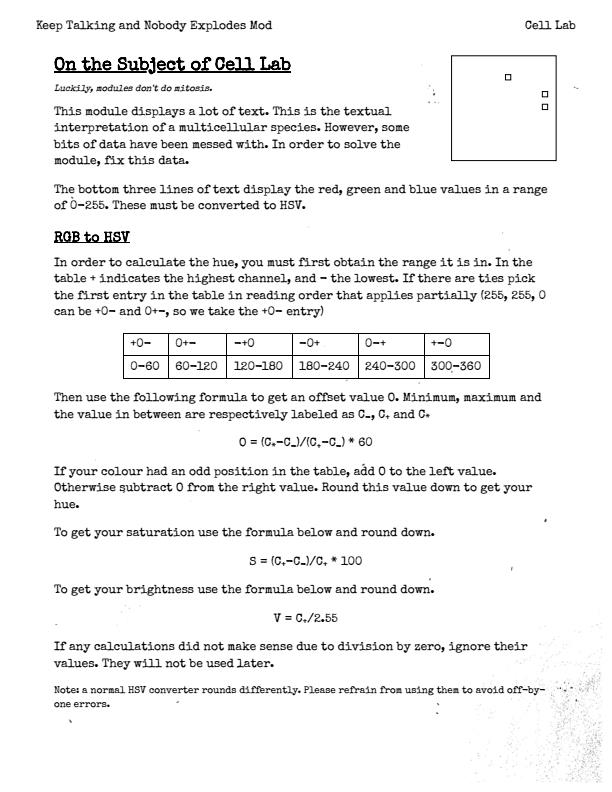 Keep Talking and Nobody Explodes Mod Cell Lab
On the Subject of Cell Lab
Luckily, modules don't do mitosis.
This module displays a lot of text. This is the textual
interpretation of a multicellular species. However, some
bits of data have been messed with. In order to solve the
module, fix this data.
The bottom three lines of text display the red, green and blue values in a range
of 0-255. These must be converted to HSV.
RGB to HSV
In order to calculate the hue, you must first obtain the range it is in. In the
table + indicates the highest channel, and - the lowest. If there are ties pick
the first entry in the table in reading order that applies partially (255, 255, 0
can be +0- and 0+-, so we take the +0- entry)
+0- 0+- -+0 -0+ 0-+ +-0
0-60 60-120 120-180 180-240 240-300 300-360
Then use the following formula to get an offset value O. Minimum, maximum and
the value in between are respectively labeled as C₋, C₊ and C*
O = (C*-C₋)/(C₊-C₋) * 60
If your colour had an odd position in the table, add O to the left value.
Otherwise subtract O from the right value. Round this value down to get your
hue.
To get your saturation use the formula below and round down.
S = (C₊-C₋)/C₊ * 100
To get your brightness use the formula below and round down.
V = C₊/2.55
If any calculations did not make sense due to division by zero, ignore their
values. They will not be used later.
Note: a normal HSV converter rounds differently. Please refrain from using them to avoid off-by-
one errors.